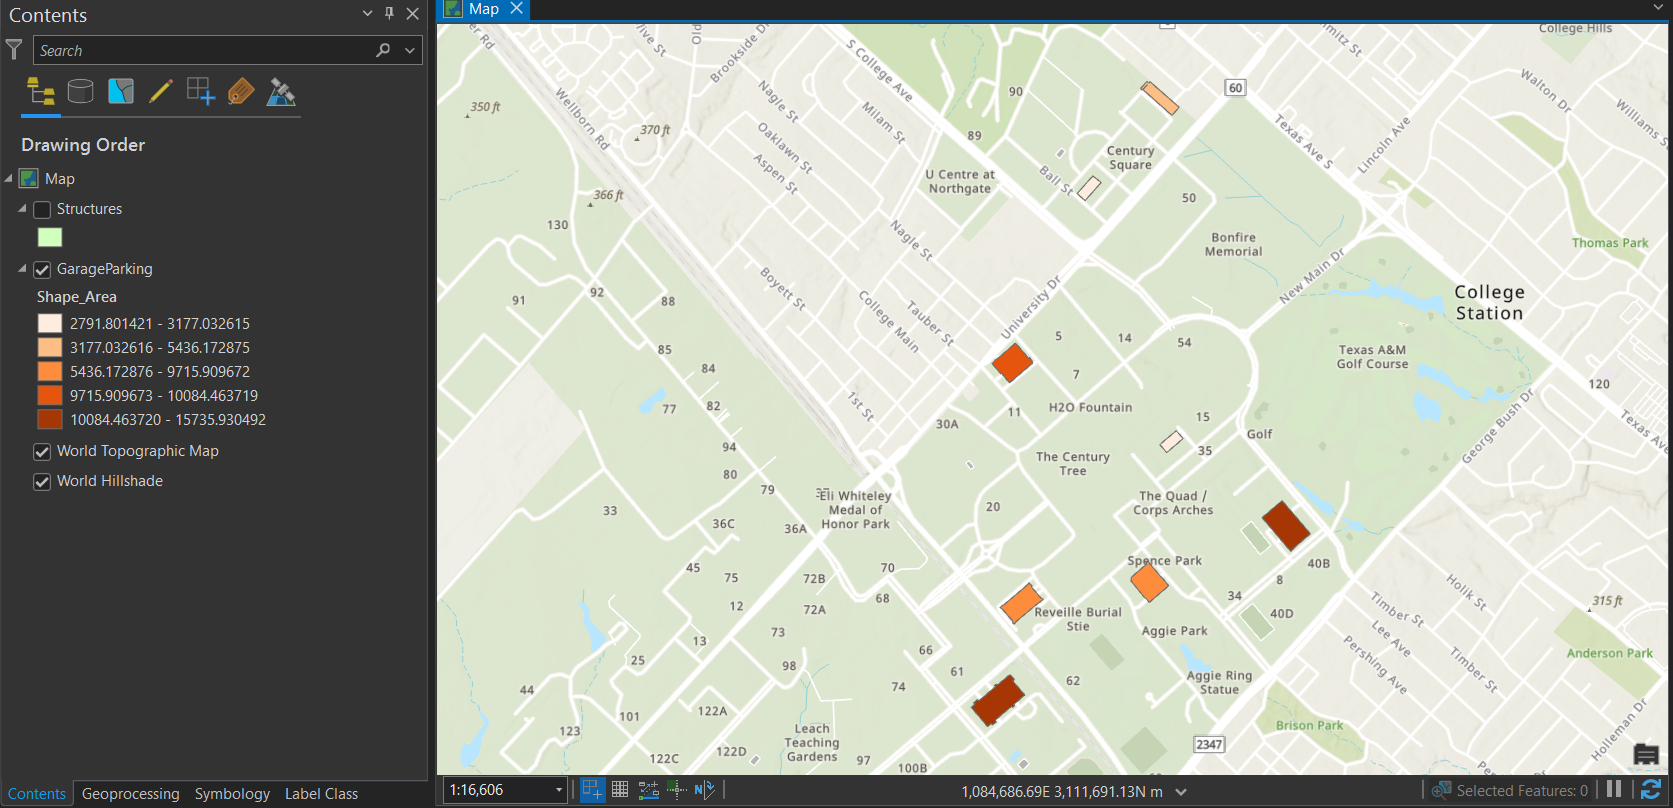 Contents
Search
Drawing Order
Map
Structures
GarageParking
Shape_Area
2791.801421 - 3177.032615
3177.032616 - 5436.172875
5436.172876 - 9715.909672
9715.909673 - 10084.463719
10084.463720 - 15735.930492
World Topographic Map
World Hillshade
Contents
Geoprocessing
Symbology
Label Class
Map
Brookside Dr
College Hills
S College Ave
Wellborn Rd
350 ft
370 ft
366 ft
Nagle St
Milam St
Oaklawn St
Aspen St
90
89
60
Walton Dr
Williams S
Texas Ave S
Lincoln Ave
Century
Square
Ball St
U Centre at
Northgate
50
130
Nagle St
Bonfire
Memorial
Thomas Park
New Main Dr
College
Station
91
92
88
Boyett St
College Main
Tauber St
University Dr
5
14
54
Texas A&M
Golf Course
85
84
7
120
77
82
1st St
11
H2O Fountain
15
30A
Golf
George Bush Dr
Texas Ave
94
35
The Century
Tree
80
79
Eli Whiteley
Medal of
Honor Park
The Quad /
Corps Arches
33
36C
36A
20
Spence Park
40B
45
75
72B
70
8
12
72A
68
34
40D
Reveille Burial
Stie
Holik St
315 ft
Timber St
Lee Ave
Pershing Ave
Timber St
73
13
Aggie Park
66
25
98
61
62
Anderson Park
44
74
Aggie Ring
Statue
101
122A
123
Leach
Teaching
Gardens
Brison Park
Holleman Dr
2347
122C
122D
97
100B
1:16,606
1,084,686.69E 3,111,691.13N m
Selected Features: 0